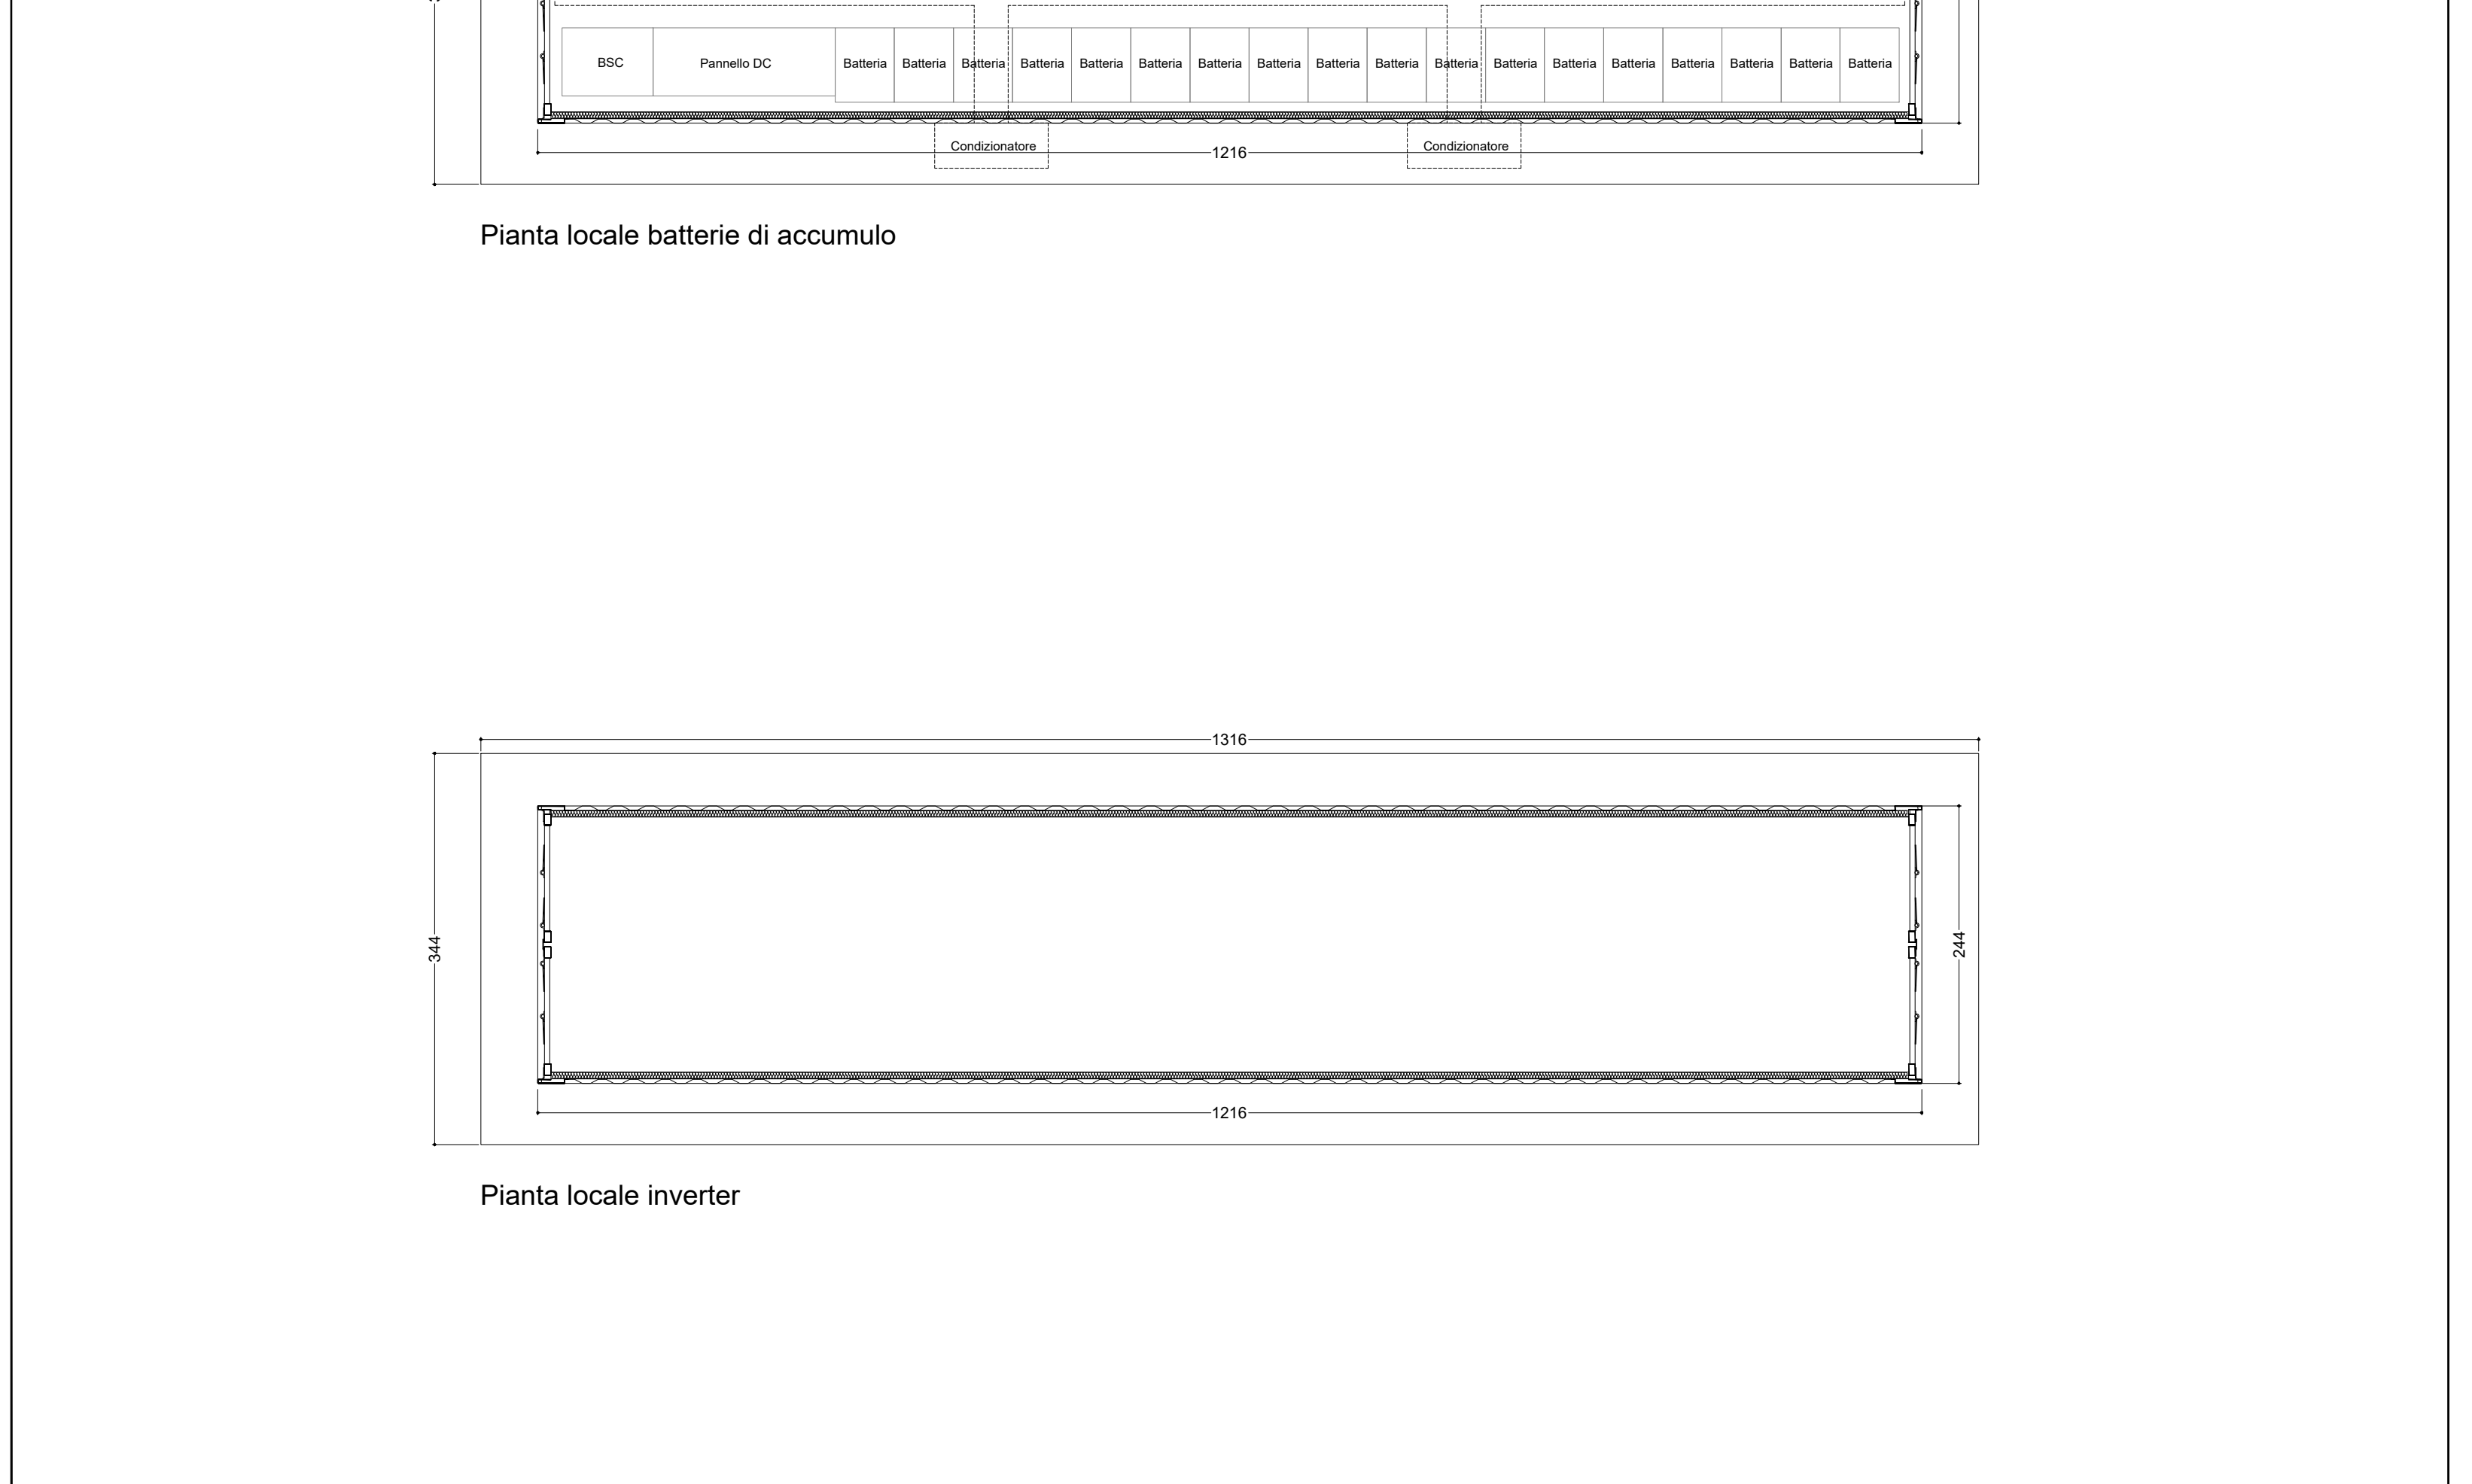 BSC Pannello DC Batteria Batteria Batteria Batteria Batteria Batteria Batteria Batteria Batteria Batteria Batteria Batteria Batteria Batteria Batteria Batteria Batteria Batteria
Condizionatore 1216 Condizionatore
Pianta locale batterie di accumulo
1316
344
244
1216
Pianta locale inverter